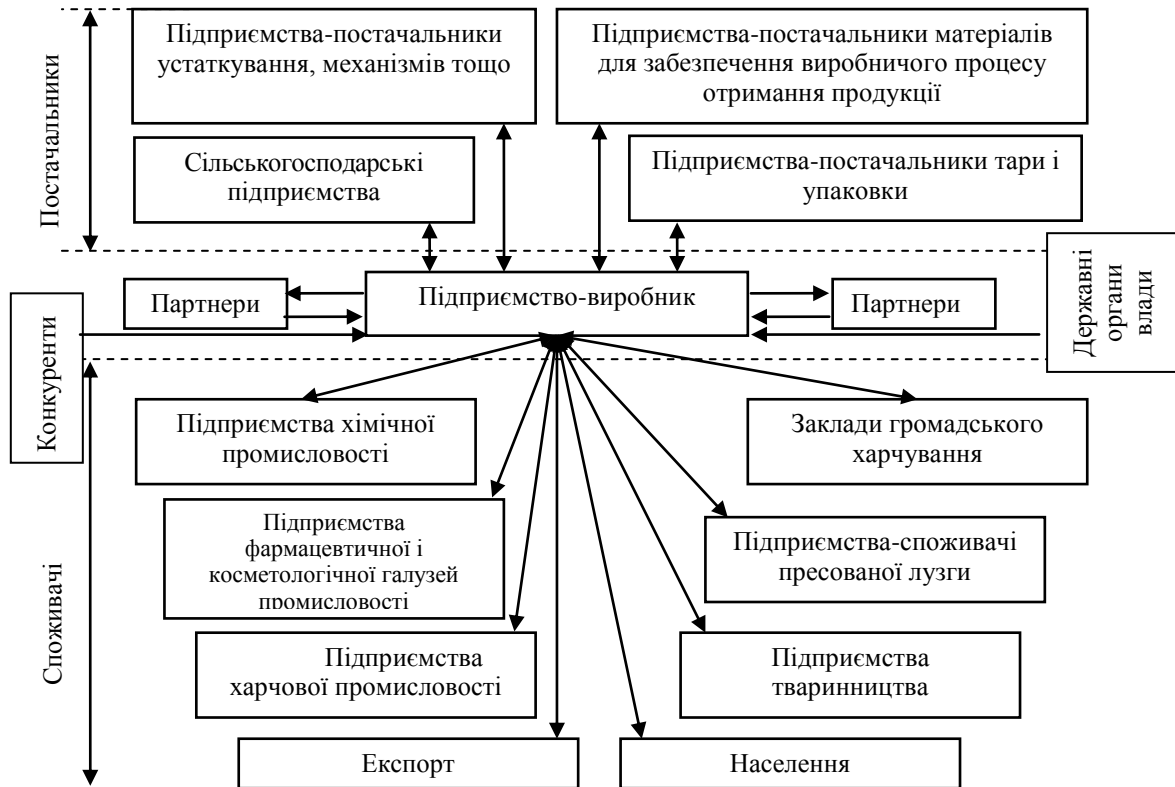 Постачальники
Підприємства-постачальники
устаткування, механізмів тощо
Підприємства-постачальники матеріалів
для забезпечення виробничого процесу
отримання продукції
Сільськогосподарські
підприємства
Підприємства-постачальники тари і
упаковки
Партнери
Підприємство-виробник
Партнери
Державні
органи
влади
Конкуренти
Споживачі
Підприємства хімічної
промисловості
Заклади громадського
харчування
Підприємства
фармацевтичної і
косметологічної галузей
промисловості
Підприємства-споживачі
пресованої лузги
Підприємства
харчової промисловості
Підприємства
тваринництва
Експорт
Населення